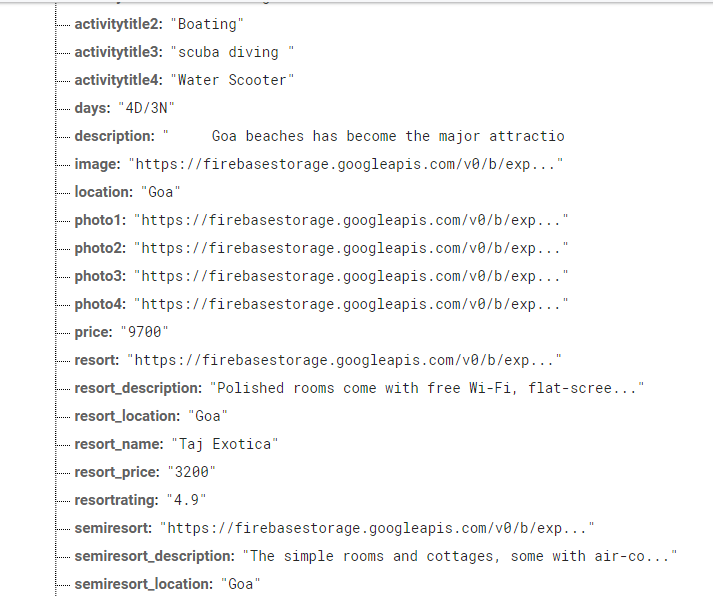 activitytitle2: "Boating"
activitytitle3: "scuba diving "
activitytitle4: "Water Scooter"
days: "4D/3N"
description: "     Goa beaches has become the major attractio
image: "https://firebasestorage.googleapis.com/v0/b/exp..."
location: "Goa"
photo1: "https://firebasestorage.googleapis.com/v0/b/exp..."
photo2: "https://firebasestorage.googleapis.com/v0/b/exp..."
photo3: "https://firebasestorage.googleapis.com/v0/b/exp..."
photo4: "https://firebasestorage.googleapis.com/v0/b/exp..."
price: "9700"
resort: "https://firebasestorage.googleapis.com/v0/b/exp..."
resort_description: "Polished rooms come with free Wi-Fi, flat-scree..."
resort_location: "Goa"
resort_name: "Taj Exotica"
resort_price: "3200"
resortrating: "4.9"
semiresort: "https://firebasestorage.googleapis.com/v0/b/exp..."
semiresort_description: "The simple rooms and cottages, some with air-co..."
semiresort_location: "Goa"